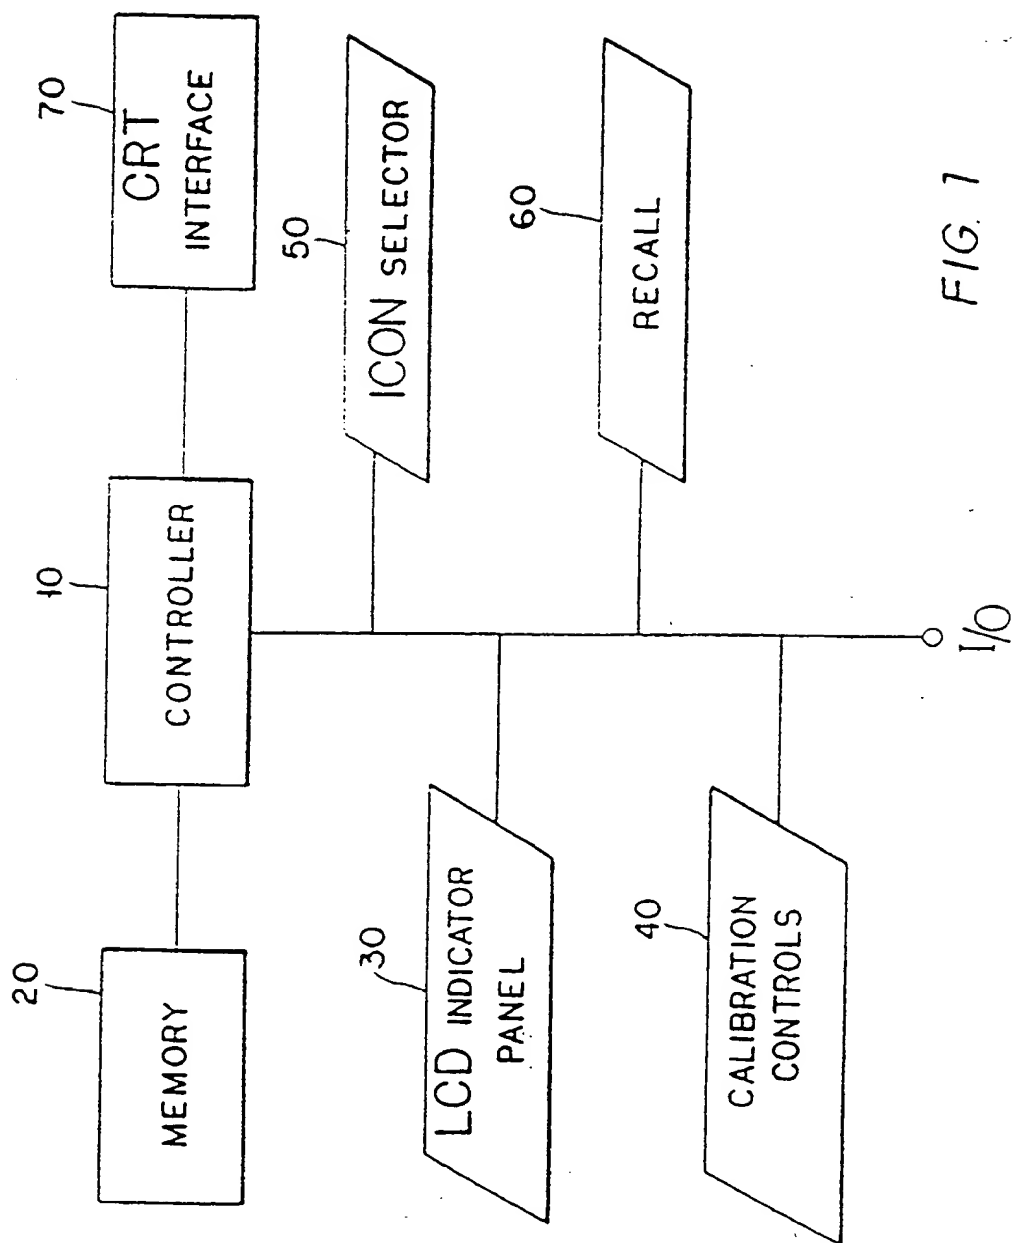 20
MEMORY
10
CONTROLLER
70
CRT
INTERFACE
30
LCD INDICATOR
PANEL
50
ICON SELECTOR
40
CALIBRATION
CONTROLS
60
RECALL
I/O
FIG. 1